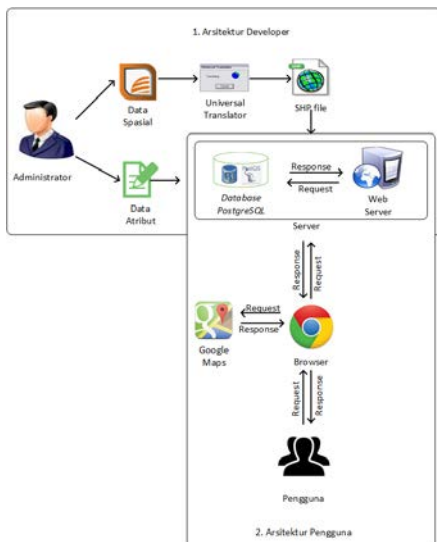 1. Arsitektur Developer
Data
Spasial
Universal
Translator
SHP file
Administrator
Data
Atribut
Response
Request
Database
PostgreSQL
Web
Server
Server
Response
Request
Request
Response
Google
Maps
Browser
Request
Response
Pengguna
2. Arsitektur Pengguna